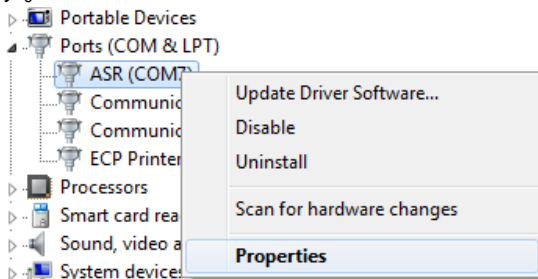 Portable Devices
Ports (COM & LPT)
ASR (COM7)
Communic
Communic
ECP Printer
Processors
Smart card rea
Sound, video a
System device
Update Driver Software...
Disable
Uninstall
Scan for hardware changes
Properties